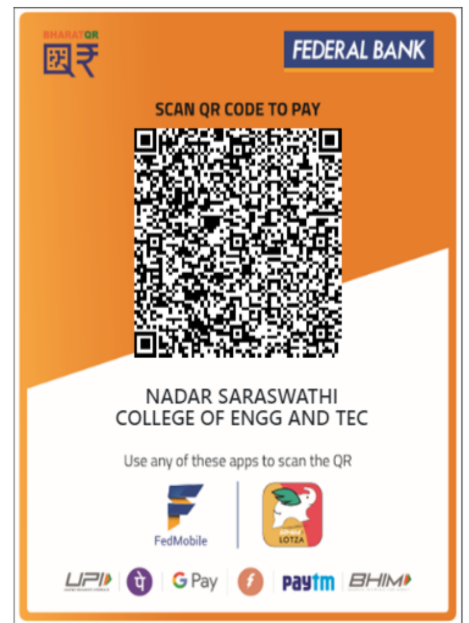 BHARATQR
FEDERAL BANK
SCAN QR CODE TO PAY
NADAR SARASWATHI
COLLEGE OF ENGG AND TEC
Use any of these apps to scan the QR
FedMobile
LOTZA
UPI
पे
G Pay
paytm
BHIM